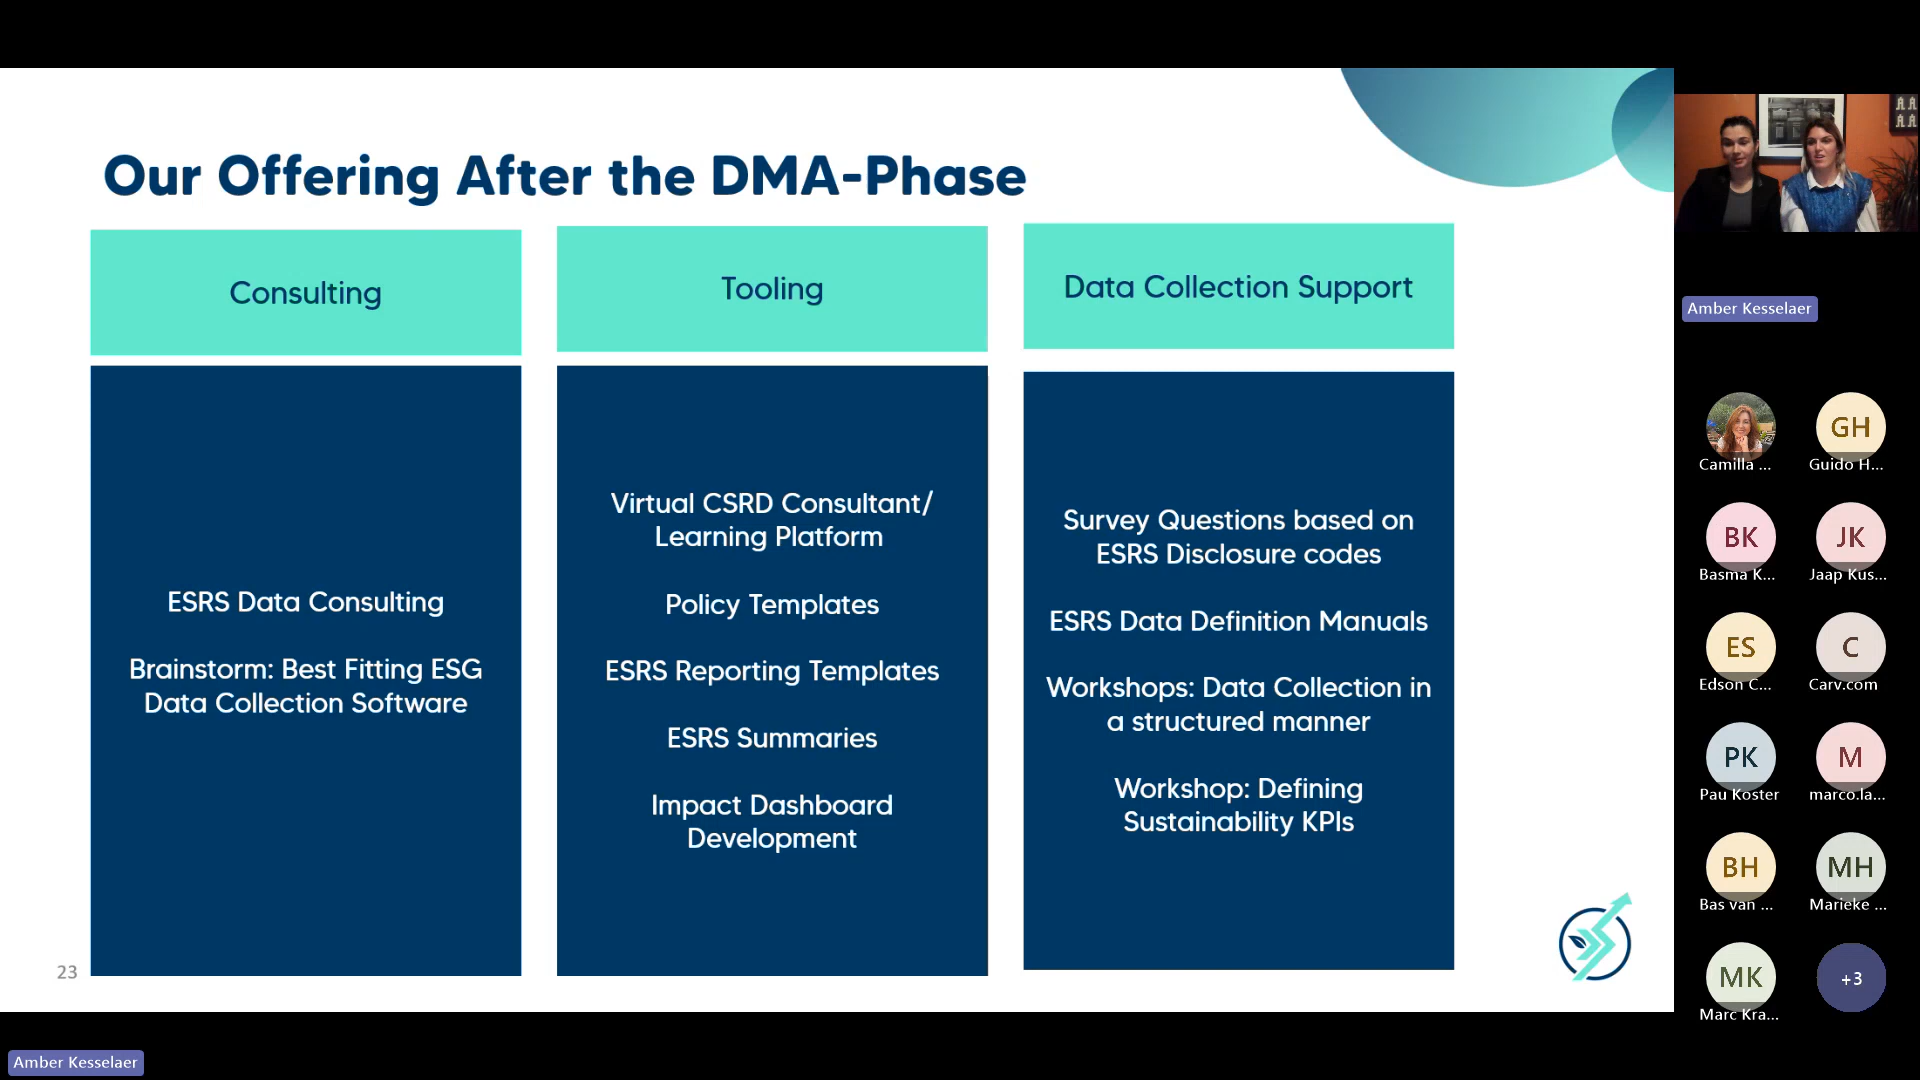 Our Offering After the DMA-Phase
Consulting
ESRS Data Consulting
Brainstorm: Best Fitting ESG
Data Collection Software
Tooling
Virtual CSRD Consultant/
Learning Platform
Policy Templates
ESRS Reporting Templates
ESRS Summaries
Impact Dashboard
Development
Data Collection Support
Survey Questions based on
ESRS Disclosure codes
ESRS Data Definition Manuals
Workshops: Data Collection in
a structured manner
Workshop: Defining
Sustainability KPIs
23
Amber Kesselaer
A A
A A
Amber Kesselaer
Camilla ...
GH
Guido H...
BK
Basma K...
JK
Jaap Kus...
ES
Edson C...
C
Carv.com
PK
Pau Koster
M
marco.la...
BH
Bas van ...
MH
Marieke ...
MK
Marc Kra...
+3